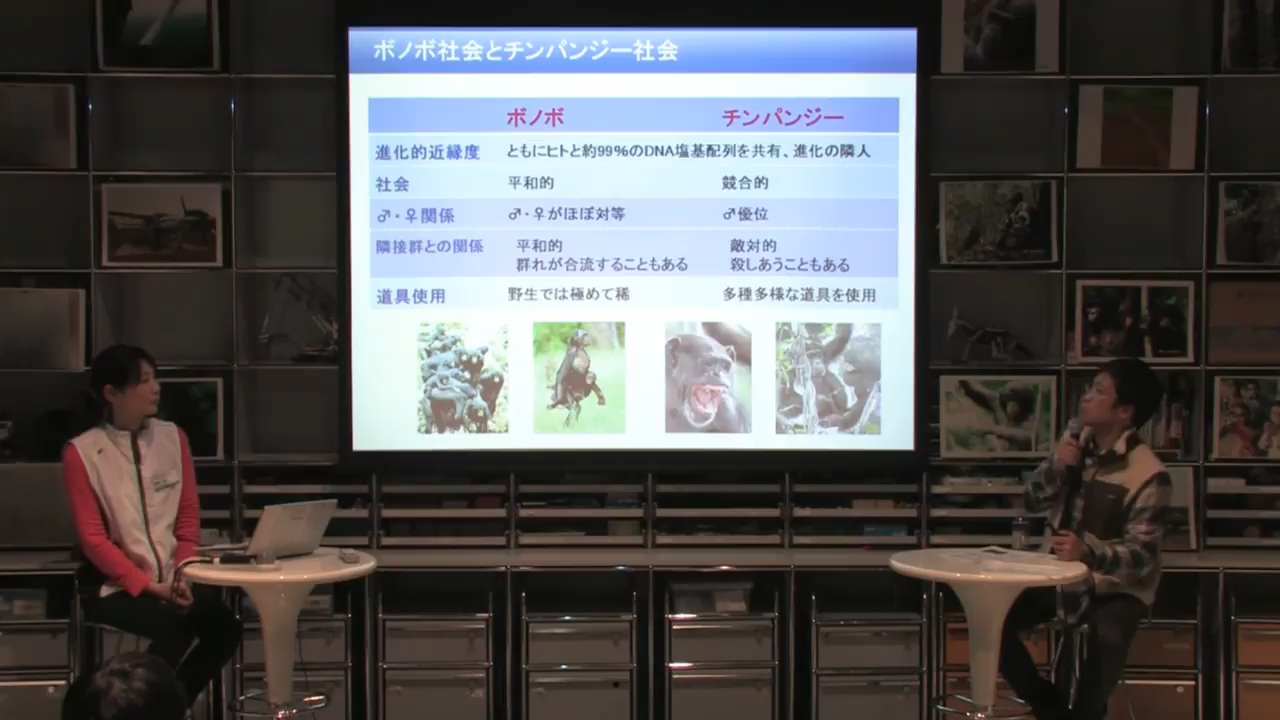 ボノボ社会とチンパンジー社会
ボノボ チンパンジー
進化的近縁度 ともにヒトと約99%のDNA塩基配列を共有、進化の隣人
社会 平和的 競合的
♂・♀関係 ♂・♀がほぼ対等 ♂優位
隣接群との関係 平和的 敵対的
群れが合流することもある 殺しあうこともある
道具使用 野生では極めて稀 多種多様な道具を使用